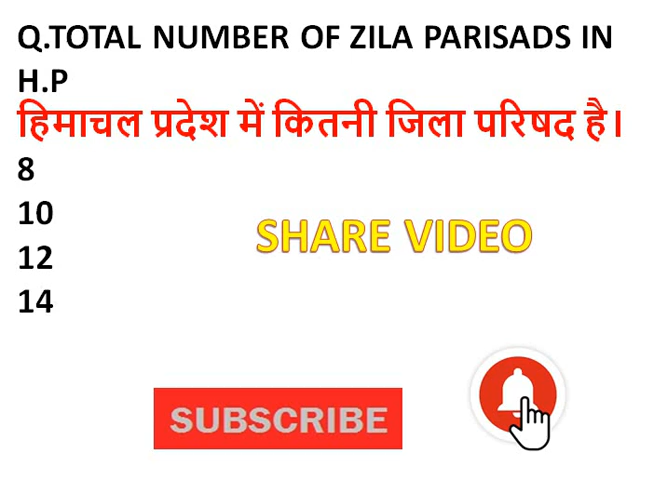 Q.TOTAL NUMBER OF ZILA PARISADS IN
H.P
हिमाचल प्रदेश में कितनी जिला परिषद है।
8
10
12
14
SHARE VIDEO
SUBSCRIBE